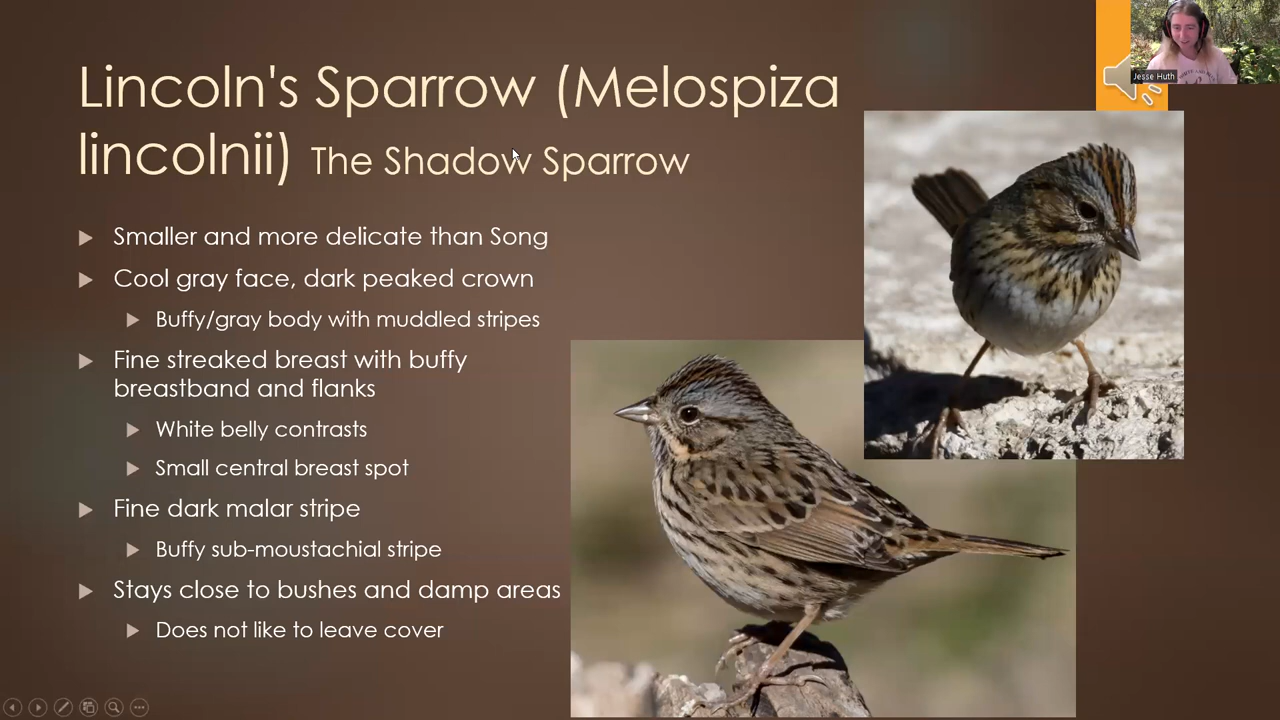 Lincoln's Sparrow (Melospiza
lincolnii) The Shadow Sparrow
Smaller and more delicate than Song
Cool gray face, dark peaked crown
Buffy/gray body with muddled stripes
Fine streaked breast with buffy
breastband and flanks
White belly contrasts
Small central breast spot
Fine dark malar stripe
Buffy sub-moustachial stripe
Stays close to bushes and damp areas
Does not like to leave cover
Jesse Huth